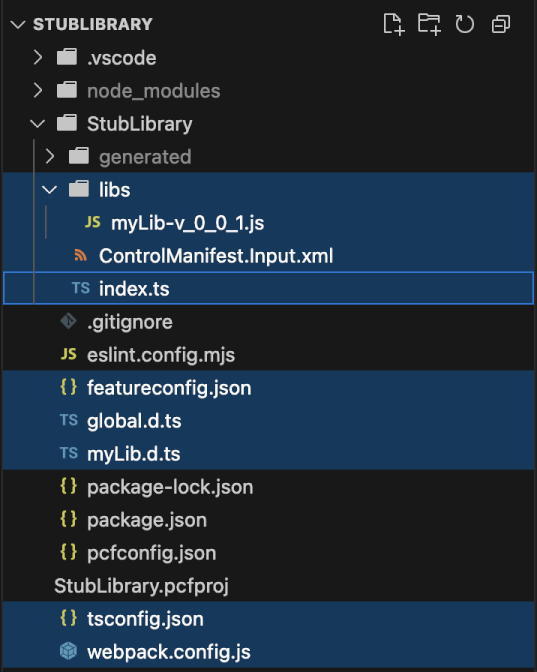 STUBLIBRARY
.vscode
node_modules
StubLibrary
generated
libs
JS myLib-v_0_0_1.js
ControlManifest.Input.xml
TS index.ts
.gitignore
JS eslint.config.mjs
{} featureconfig.json
TS global.d.ts
TS myLib.d.ts
{} package-lock.json
{} package.json
{} pcfconfig.json
StubLibrary.pcfproj
{} tsconfig.json
webpack.config.js